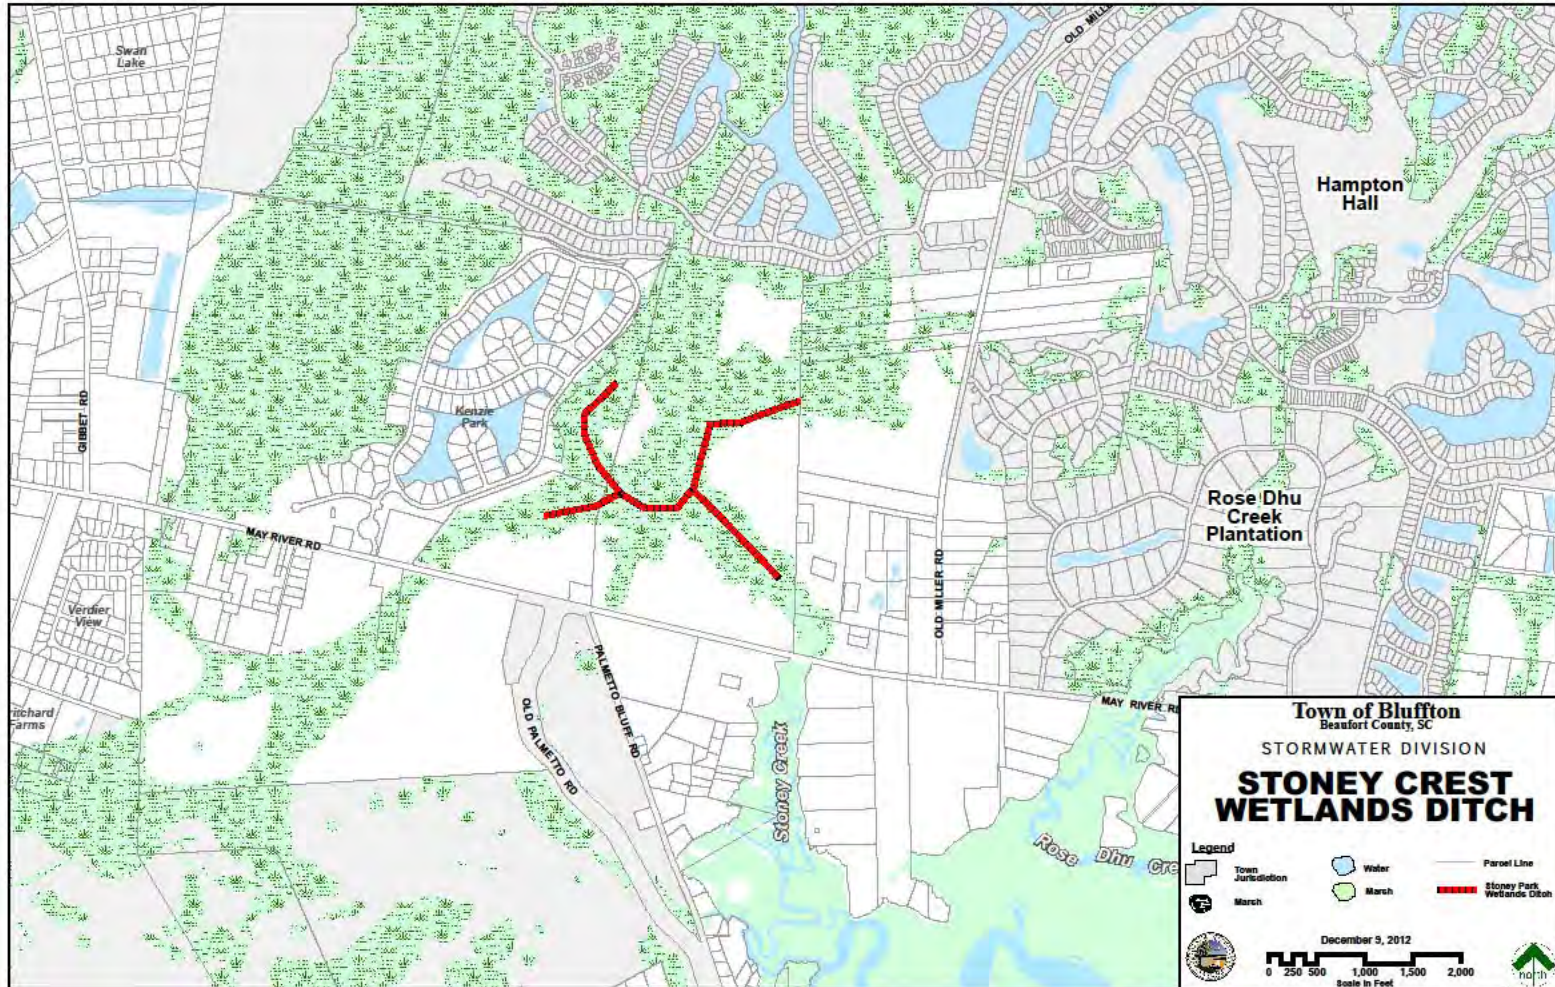 Swan
Lake
OLD MILLER RD
Hampton
Hall
GIBBET RD
Kenzie
Park
Rose Dhu
Creek
Plantation
MAY RIVER RD
OLD MILLER RD
Verdier
View
PALMETTO BLUFF RD
OLD PALMETTO RD
Farms
MAY RIVER RD
Stoney Creek
Rose Dhu Cre
Town of Bluffton
Beaufort County, SC
STORMWATER DIVISION
STONEY CREST
WETLANDS DITCH
Legend
Town
Jurisdiction
Water
Parcel Line
Marsh
Marsh
Stoney Park
Wetlands Ditch
December 9, 2012
0 250 500 1,000 1,500 2,000
Scale in Feet
north